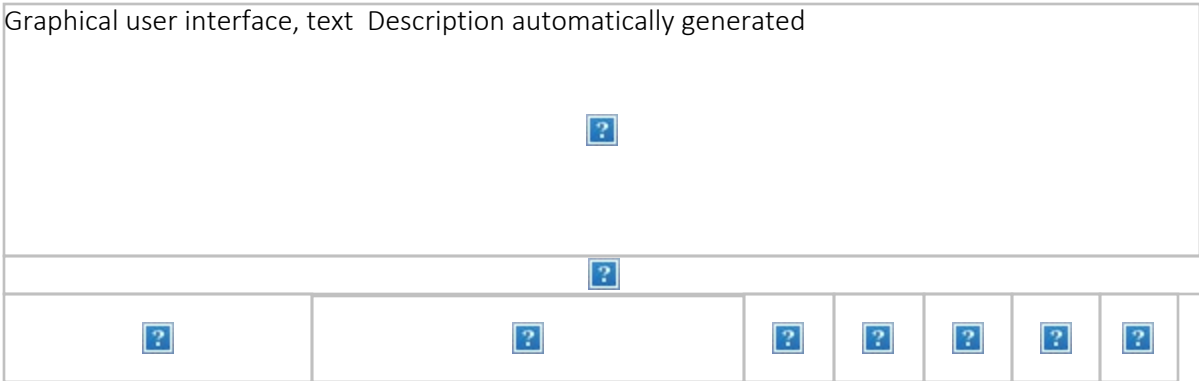 Graphical user interface, text  Description automatically generated
?
?
? ? ? ? ? ? ?